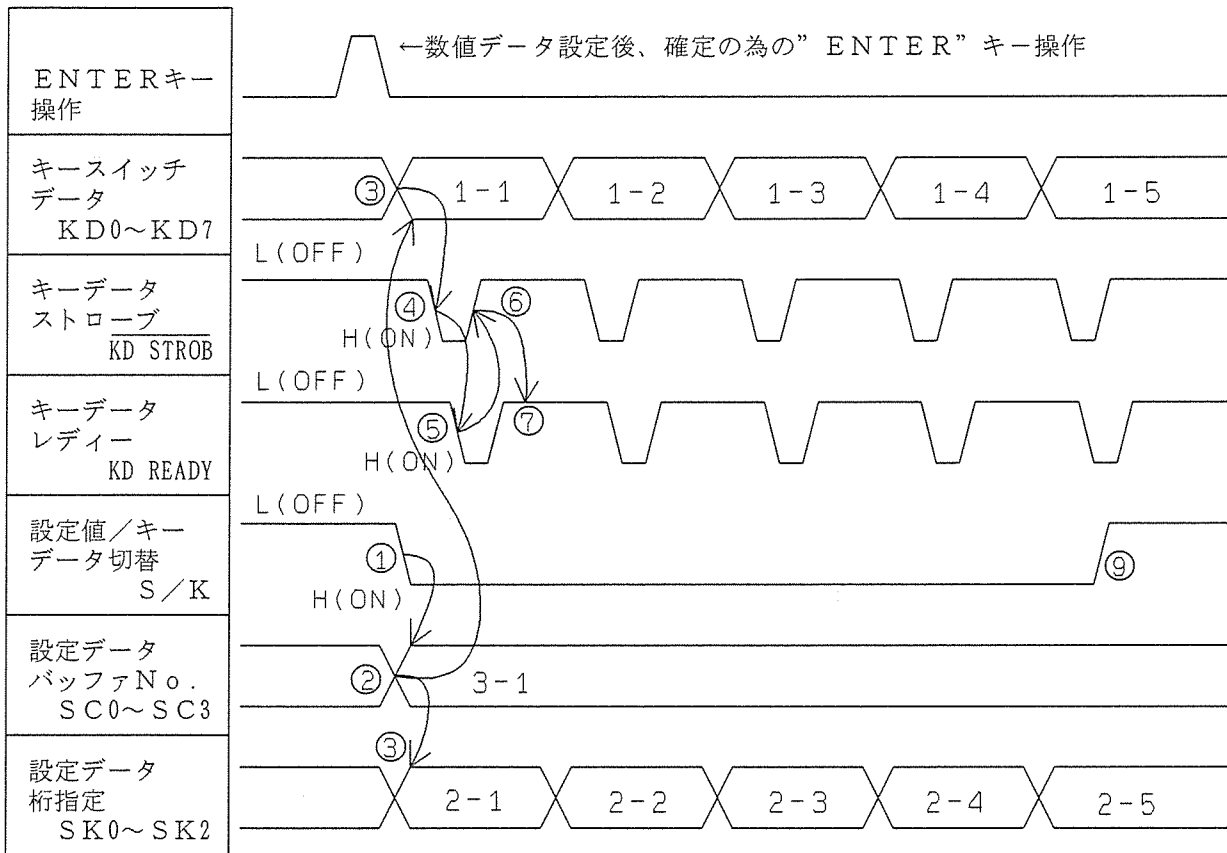 ENTERキー
操作
←数値データ設定後、確定の為の”ENTER”キー操作
キースイッチ
データ
KD0～KD7
③
1-1
1-2
1-3
1-4
1-5
キーデータ
ストローブ
KD STROB
L(OFF)
④
H(ON)
⑥
キーデータ
レディー
KD READY
L(OFF)
⑤
H(ON)
⑦
設定値／キー
データ切替
S／K
L(OFF)
①
H(ON)
⑨
設定データ
バッファNo.
SC0～SC3
②
3-1
設定データ
桁指定
SK0～SK2
③
2-1
2-2
2-3
2-4
2-5